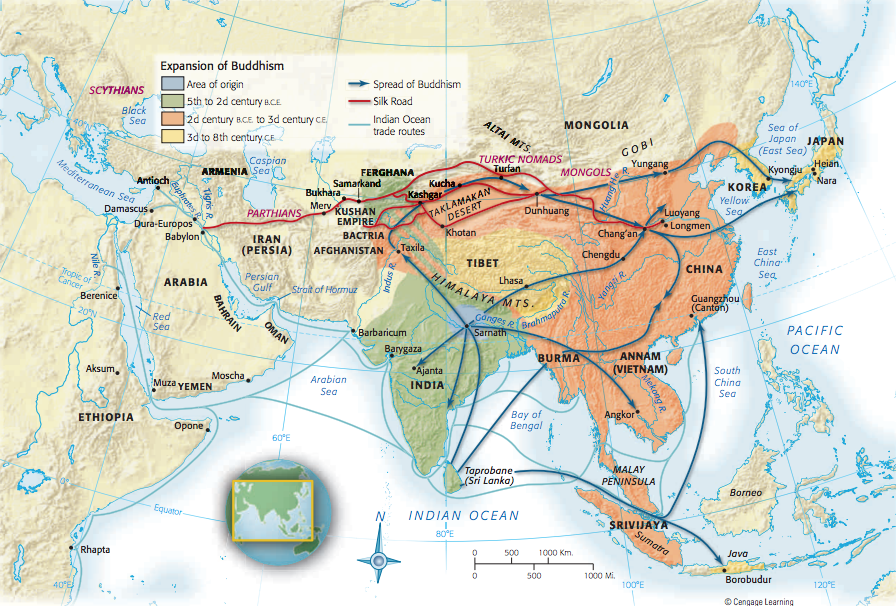 Expansion of Buddhism
Area of origin
5th to 2d century B.C.E.
2d century B.C.E. to 3d century C.E.
3d to 8th century C.E.
Spread of Buddhism
Silk Road
Indian Ocean
trade routes
SCYTHIANS
Black
Sea
Mediterranean Sea
Antioch
Damascus
Dura-Europos
Babylon
Euphrates R.
Tigris R.
ARMENIA
Caspian
Sea
PARTHIANS
IRAN
(PERSIA)
Bukhara
Merv
Samarkand
FERGHANA
KUSHAN
EMPIRE
BACTRIA
AFGHANISTAN
Kashgar
Kucha
TAKLAMAKAN
DESERT
Khotan
Taxila
ALTAI MTS.
TURKIC NOMADS
Turfan
MONGOLIA
MONGOLS
GOBI
Dunhuang
Huang R.
Yungang
Sea of
Japan
(East Sea)
JAPAN
Heian
Nara
Kyongju
KOREA
Yellow
Sea
140°E
Luoyang
Longmen
Chang'an
Chengdu
CHINA
East
China
Sea
Guangzhou
(Canton)
Yangzi R.
TIBET
Lhasa
HIMALAYA MTS.
Brahmapura R.
Ganges R.
Sarnath
Indus R.
Nile R.
Tropic of
Cancer
20°N
Berenice
Red
Sea
ARABIA
Persian
Gulf
Strait of Hormuz
BAHRAIN
OMAN
Barbaricum
Barygaza
Ajanta
INDIA
Aksum
Muza
YEMEN
Moscha
Arabian
Sea
ETHIOPIA
Opone
60°E
Bay of
Bengal
BURMA
ANNAM
(VIETNAM)
Mekong R.
Angkor
South
China
Sea
PACIFIC
OCEAN
Taprobane
(Sri Lanka)
MALAY
PENINSULA
SRIVIJAYA
Sumatra
Borneo
Java
Borobudur
INDIAN OCEAN
Equator
Rhapta
40°E
80°E
100°E
120°E
N
0 500 1000 Km.
0 500 1000 Mi.
© Cengage Learning